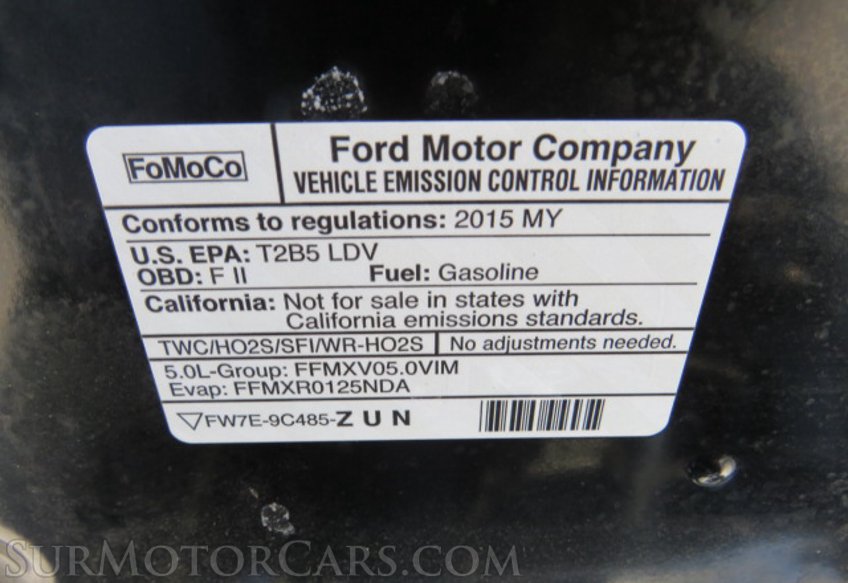 FoMoCo
Ford Motor Company
VEHICLE EMISSION CONTROL INFORMATION
Conforms to regulations: 2015 MY
U.S. EPA: T2B5 LDV
OBD: F II Fuel: Gasoline
California: Not for sale in states with
California emissions standards.
TWC/HO2S/SFI/WR-HO2S No adjustments needed.
5.0L-Group: FFMXV05.0VIM
Evap: FFMXR0125NDA
▽FW7E-9C485-Z U N
SURMOTORCARS.COM